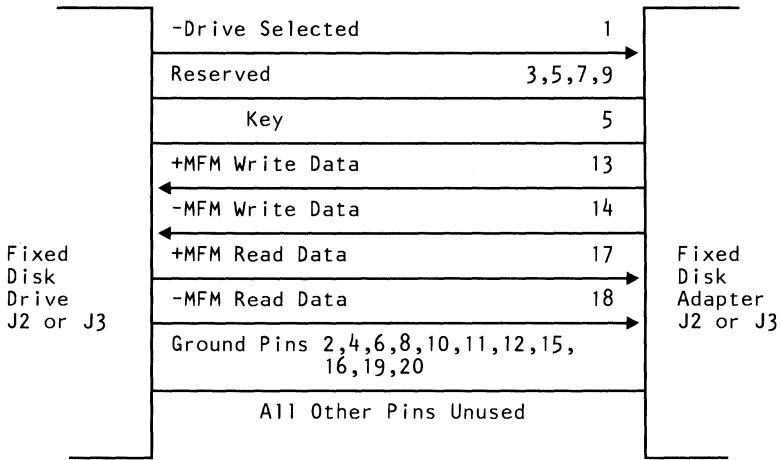 -Drive Selected 1
Reserved 3,5,7,9
Key 5
+MFM Write Data 13
-MFM Write Data 14
+MFM Read Data 17
-MFM Read Data 18
Ground Pins 2,4,6,8,10,11,12,15,
16,19,20
All Other Pins Unused
Fixed
Disk
Drive
J2 or J3
Fixed
Disk
Adapter
J2 or J3